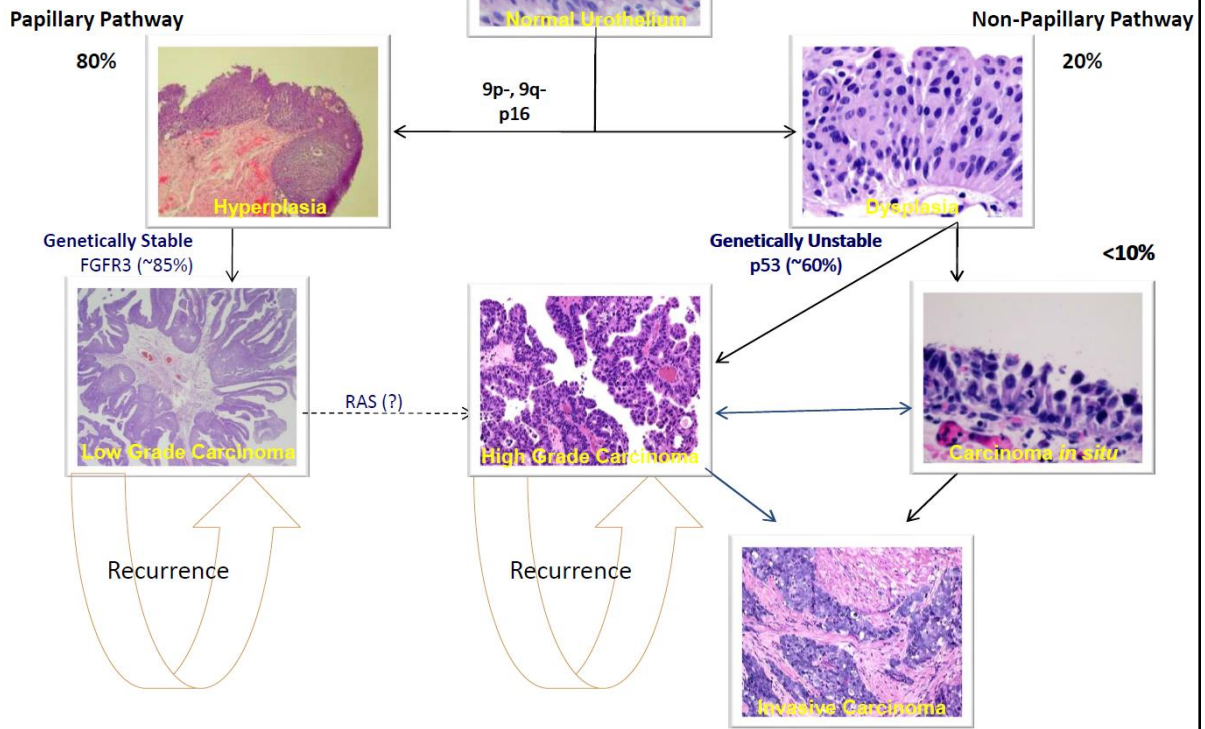 Papillary Pathway
Normal Urothelium
Non-Papillary Pathway
80%
20%
9p-, 9q-
p16
Hyperplasia
Dysplasia
Genetically Stable
FGFR3 (~85%)
Genetically Unstable
p53 (~60%)
<10%
RAS (?)
Low Grade Carcinoma
High Grade Carcinoma
Carcinoma in situ
Recurrence
Recurrence
Invasive Carcinoma